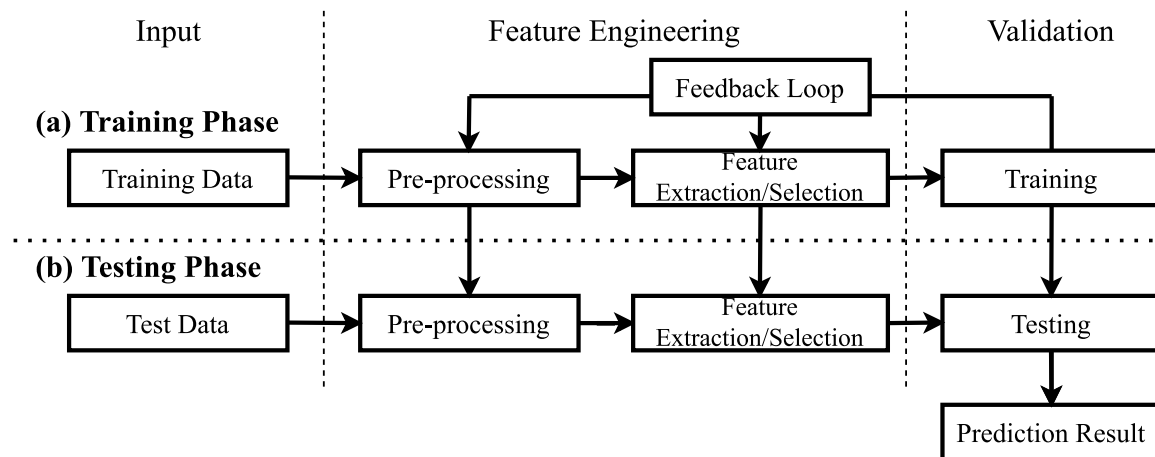 Input
Feature Engineering
Validation
Feedback Loop
(a) Training Phase
Training Data
Pre-processing
Feature
Extraction/Selection
Training
(b) Testing Phase
Test Data
Pre-processing
Feature
Extraction/Selection
Testing
Prediction Result